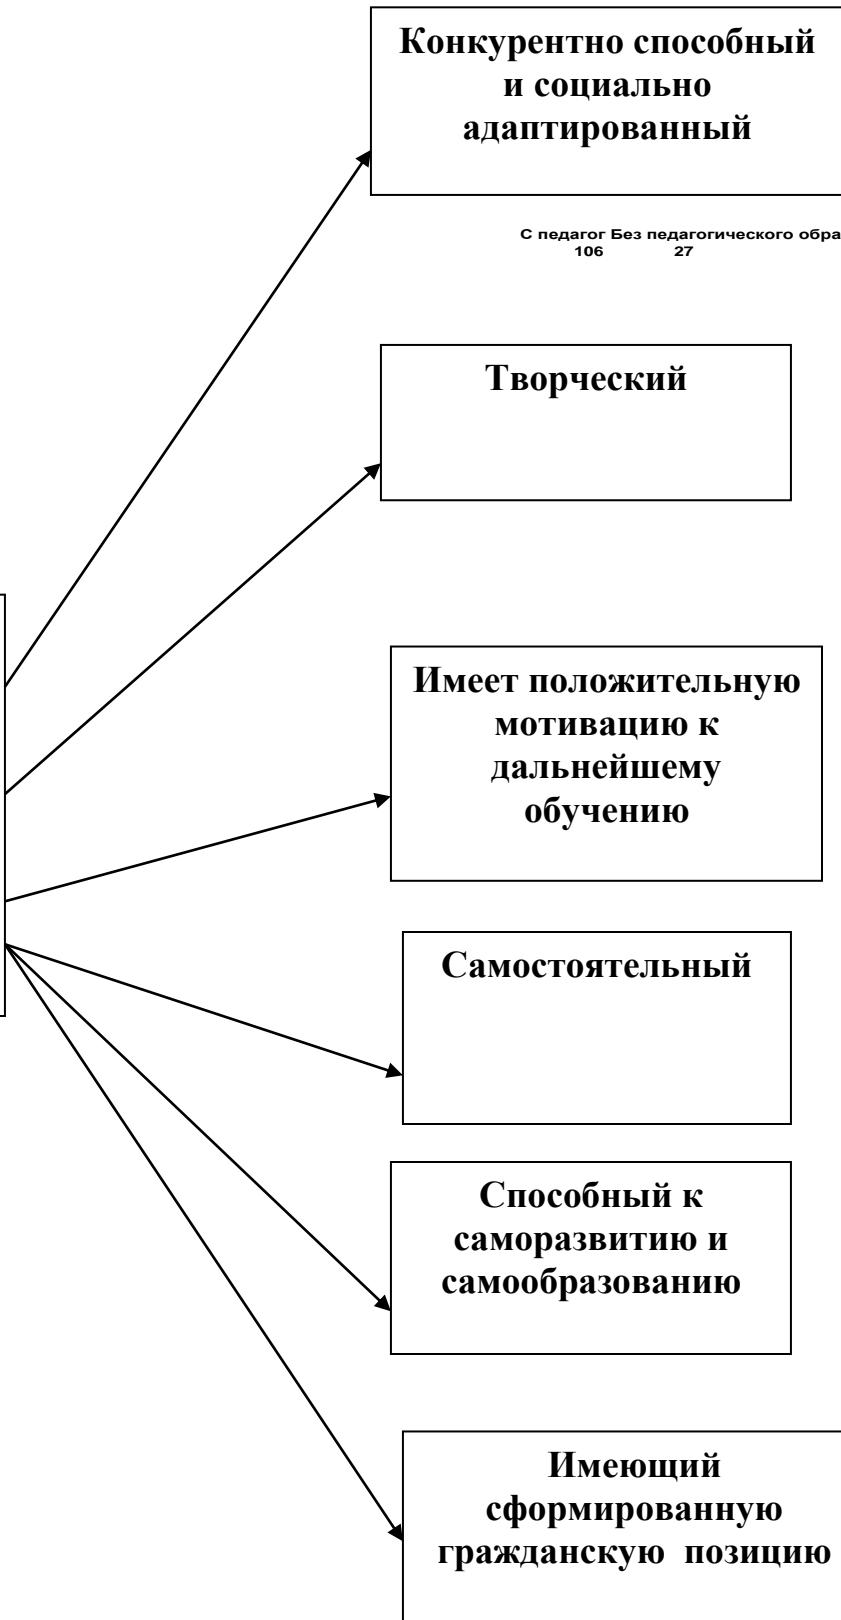 Конкурентно способный
и социально
адаптированный
С педагог Без педагогического обра
106 27
Творческий
Имеет положительную
мотивацию к
дальнейшему
обучению
Самостоятельный
Способный к
саморазвитию и
самообразованию
Имеющий
сформированную
гражданскую позицию